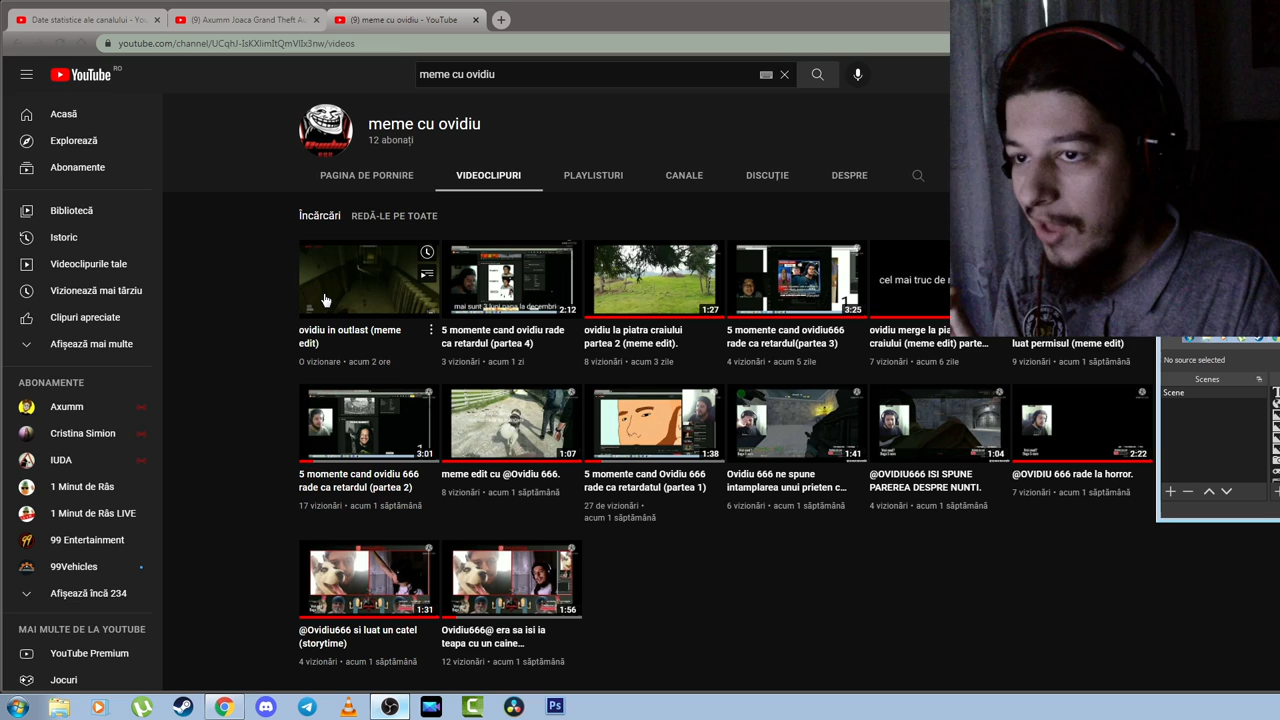 Date statistice ale canalului - You
(9) Axumm Joaca Grand Theft Au
(9) meme cu ovidiu - YouTube
youtube.com/channel/UCqhJ-IsKXlimItQmVlIx3nw/videos
YouTube RO
meme cu ovidiu
Acasă
Explorează
Abonamente
Bibliotecă
Istoric
Videoclipurile tale
Vizionează mai târziu
Clipuri apreciate
Afișează mai multe
ABONAMENTE
Axumm
Cristina Simion
IUDA
1 Minut de Râs
1 Minut de Râs LIVE
99 Entertainment
99Vehicles
Afișează încă 234
MAI MULTE DE LA YOUTUBE
YouTube Premium
Jocuri
meme cu ovidiu
12 abonați
PAGINA DE PORNIRE
VIDEOCLIPURI
PLAYLISTURI
CANALE
DISCUȚIE
DESPRE
Încărcări
REDĂ-LE PE TOATE
ovidiu in outlast (meme
edit)
0 vizionare • acum 2 ore
mai sunt 3 luni pana la decembri
2:12
5 momente cand ovidiu rade
ca retardul (partea 4)
3 vizionări • acum 1 zi
1:27
ovidiu la piatra craiului
partea 2 (meme edit).
8 vizionări • acum 3 zile
3:25
5 momente cand ovidiu666
rade ca retardul(partea 3)
4 vizionări • acum 5 zile
cel mai truc de
ovidiu merge la pia
craiului (meme edit) parte...
7 vizionări • acum 6 zile
luat permisul (meme edit)
9 vizionări • acum 1 săptămână
3:01
5 momente cand ovidiu 666
rade ca retardul (partea 2)
17 vizionări • acum 1 săptămână
1:07
meme edit cu @Ovidiu 666.
8 vizionări • acum 1 săptămână
1:38
5 momente cand Ovidiu 666
rade ca retardatul (partea 1)
27 de vizionări •
acum 1 săptămână
1:41
Ovidiu 666 ne spune
intamplarea unui prieten c...
6 vizionări • acum 1 săptămână
1:04
@OVIDIU666 ISI SPUNE
PAREREA DESPRE NUNTI.
4 vizionări • acum 1 săptămână
2:22
@OVIDIU 666 rade la horror.
7 vizionări • acum 1 săptămână
1:31
@Ovidiu666 si luat un catel
(storytime)
4 vizionări • acum 1 săptămână
1:56
Ovidiu666@ era sa isi ia
teapa cu un caine...
12 vizionări • acum 1 săptămână
No source selected
Scenes
Scene
Ps